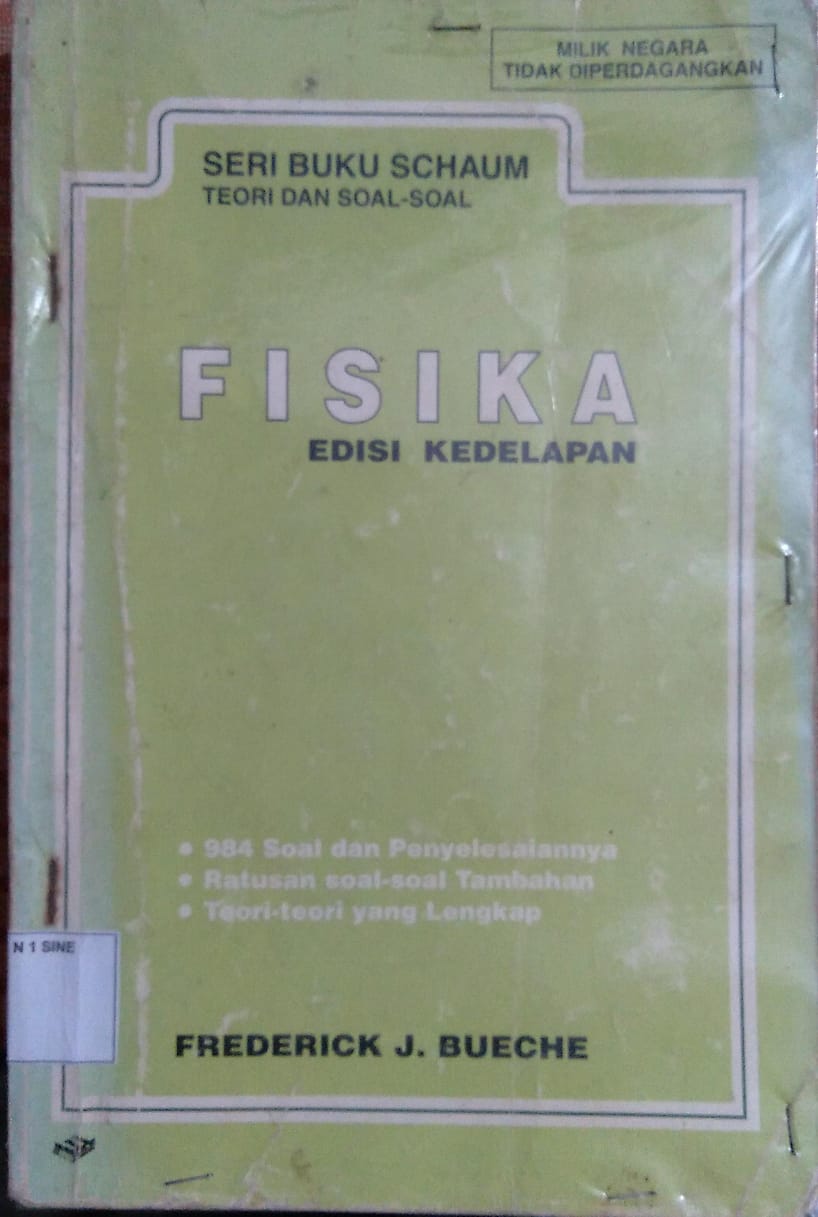 MILIK NEGARA
TIDAK DIPERDAGANGKAN
SERI BUKU SCHAUM
TEORI DAN SOAL-SOAL
FISIKA
EDISI KEDELAPAN
• 984 Soal dan Penyelesaiannya
• Ratusan soal-soal Tambahan
• Teori-teori yang Lengkap
N 1 SINE
FREDERICK J. BUECHE